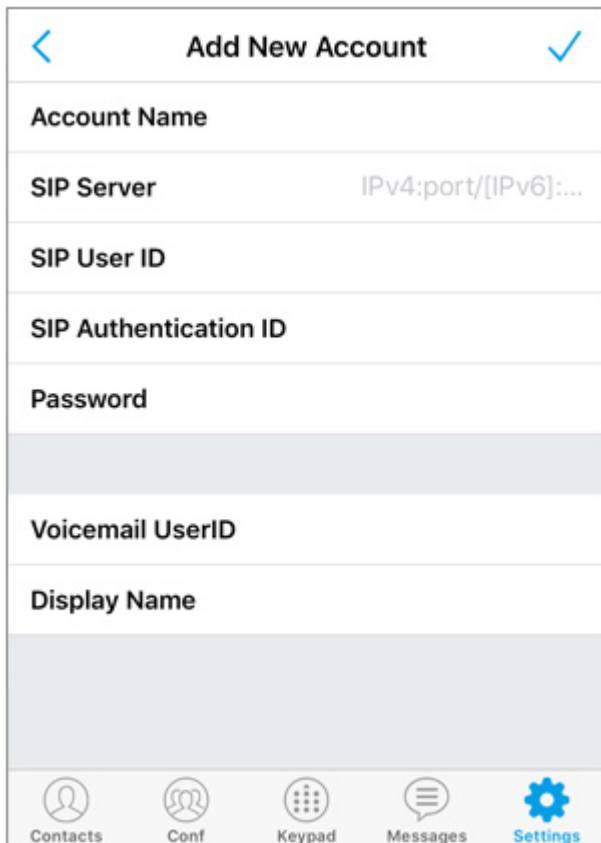 Add New Account
Account Name
SIP Server IPv4:port/[IPv6]:...
SIP User ID
SIP Authentication ID
Password
Voicemail UserID
Display Name
Contacts Conf Keypad Messages Settings